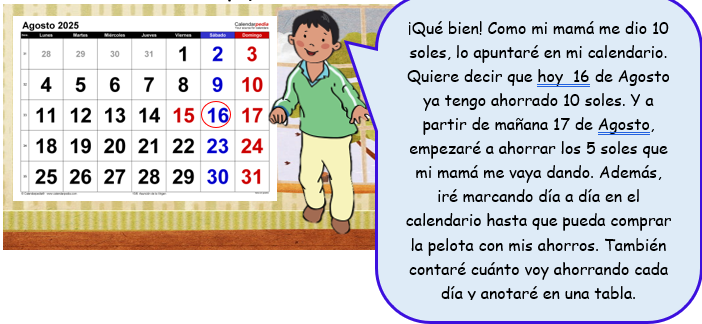 Agosto 2025
Calendarpedia
Lunes Martes Miércoles Jueves Viernes Sábado Domingo
28 29 30 31 1 2 3
4 5 6 7 8 9 10
11 12 13 14 15 16 17
18 19 20 21 22 23 24
25 26 27 28 29 30 31
¡Qué bien! Como mi mamá me dio 10
soles, lo apuntaré en mi calendario.
Quiere decir que hoy 16 de Agosto
ya tengo ahorrado 10 soles. Y a
partir de mañana 17 de Agosto,
empezaré a ahorrar los 5 soles que
mi mamá me vaya dando. Además,
iré marcando día a día en el
calendario hasta que pueda comprar
la pelota con mis ahorros. También
contaré cuánto voy ahorrando cada
día y anotaré en una tabla.